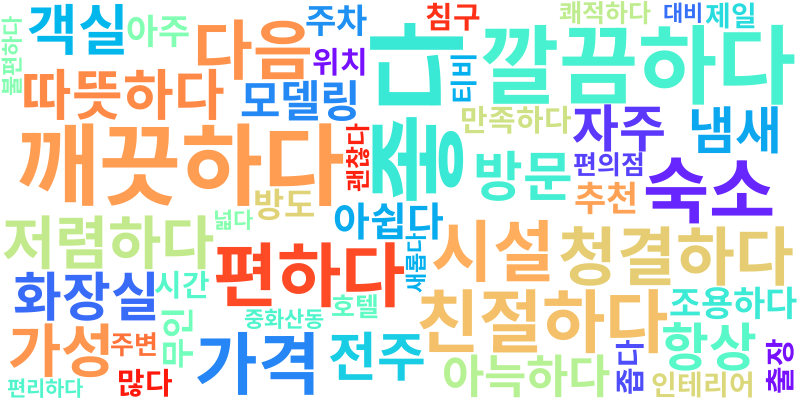 객실
아주
다음
주차
침구
쾌적하다
대비
제일
불편하다
따뜻하다
모델링
위치
좋다
티비
깔끔하다
만족하다
자주
냄새
깨끗하다
괜찮다
방문
편의점
숙소
방도
추천
넓다
아쉽다
저렴하다
편하다
새롭다
시설
청결하다
화장실
시간
호텔
중화산동
친절하다
조용하다
가성
주변
무인
가격
전주
아늑하다
항상
좁다
출장
편리하다
많다
인테리어